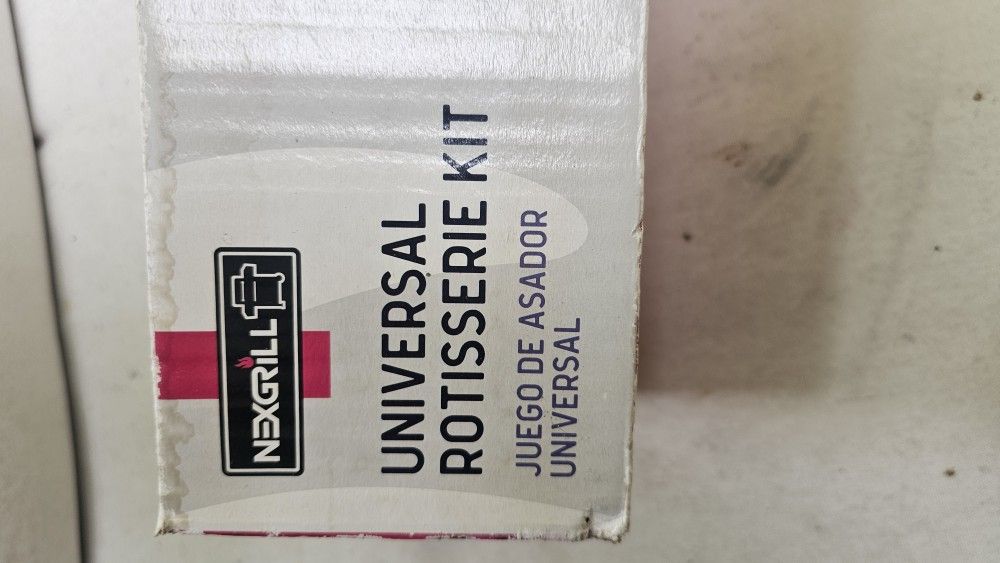 NEXGRILL
UNIVERSAL
ROTISSERIE KIT
JUEGO DE ASADOR
UNIVERSAL